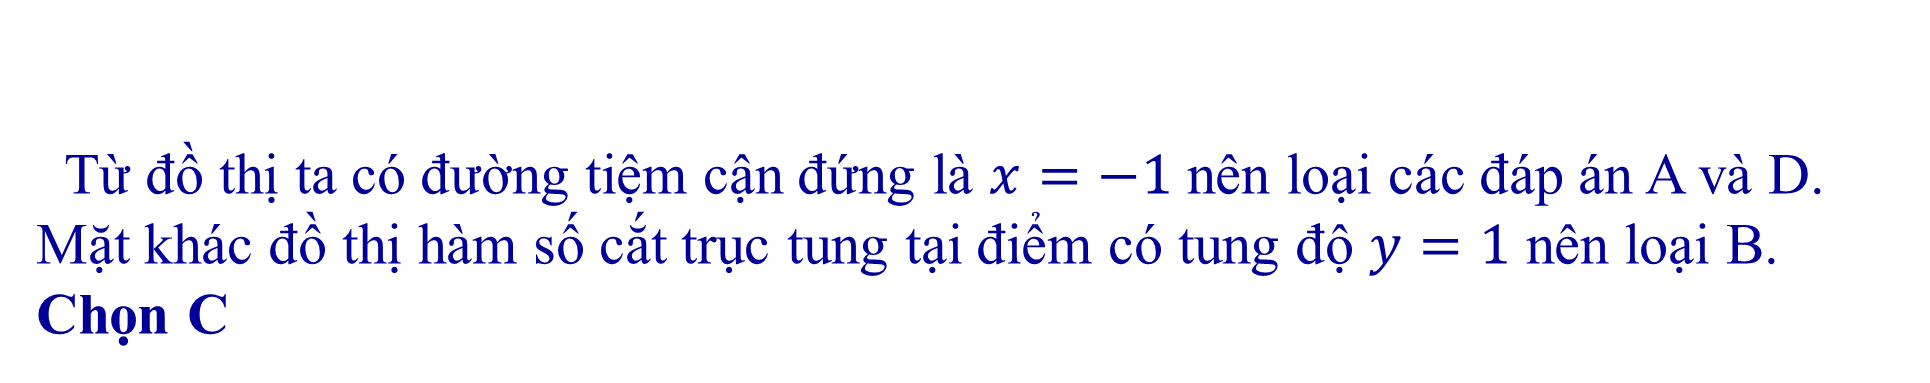 Từ đồ thị ta có đường tiệm cận đứng là x = −1 nên loại các đáp án A và D.
Mặt khác đồ thị hàm số cắt trục tung tại điểm có tung độ y = 1 nên loại B.
Chọn C